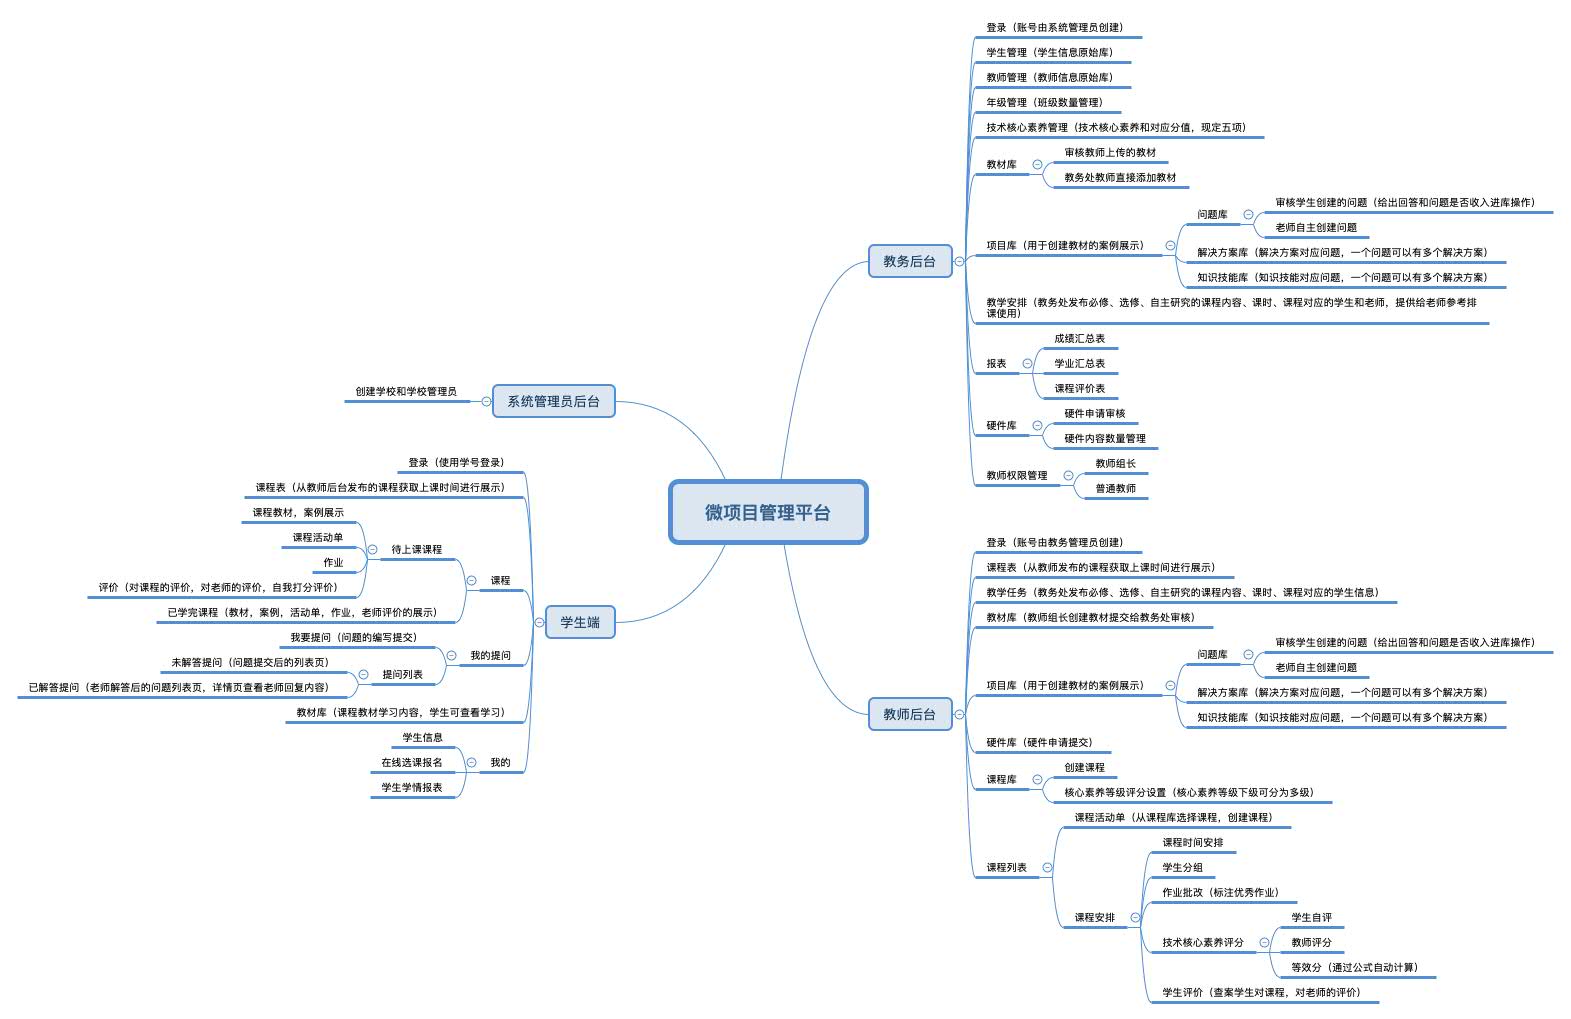 微项目管理平台
教务后台
登录（账号由系统管理员创建）
学生管理（学生信息原始库）
教师管理（教师信息原始库）
年级管理（班级数量管理）
技术核心素养管理（技术核心素养和对应分值，现定五项）
教材库
审核教师上传的教材
教务处教师直接添加教材
项目库（用于创建教材的案例展示）
问题库
审核学生创建的问题（给出回答和问题是否收入进库操作）
老师自主创建问题
解决方案库（解决方案对应问题，一个问题可以有多个解决方案）
知识技能库（知识技能对应问题，一个问题可以有多个解决方案）
教学安排（教务处发布必修、选修、自主研究的课程内容、课时、课程对应的学生和老师，提供给老师参考排
课使用）
报表
成绩汇总表
学业汇总表
课程评价表
硬件库
硬件申请审核
硬件内容数量管理
教师权限管理
教师组长
普通教师
教师后台
登录（账号由教务管理员创建）
课程表（从教师发布的课程获取上课时间进行展示）
教学任务（教务处发布必修、选修、自主研究的课程内容、课时、课程对应的学生信息）
教材库（教师组长创建教材提交给教务处审核）
项目库（用于创建教材的案例展示）
问题库
审核学生创建的问题（给出回答和问题是否收入进库操作）
老师自主创建问题
解决方案库（解决方案对应问题，一个问题可以有多个解决方案）
知识技能库（知识技能对应问题，一个问题可以有多个解决方案）
硬件库（硬件申请提交）
课程库
创建课程
核心素养等级评分设置（核心素养等级下级可分为多级）
课程列表
课程活动单（从课程库选择课程，创建课程）
课程安排
课程时间安排
学生分组
作业批改（标注优秀作业）
技术核心素养评分
学生自评
教师评分
等效分（通过公式自动计算）
学生评价（查案学生对课程，对老师的评价）
系统管理员后台
创建学校和学校管理员
学生端
登录（使用学号登录）
课程表（从教师后台发布的课程获取上课时间进行展示）
课程
待上课课程
课程教材，案例展示
课程活动单
作业
评价（对课程的评价，对老师的评价，自我打分评价）
已学完课程（教材，案例，活动单，作业，老师评价的展示）
我的提问
我要提问（问题的编写提交）
提问列表
未解答提问（问题提交后的列表页）
已解答提问（老师解答后的问题列表页，详情页查看老师回复内容）
教材库（课程教材学习内容，学生可查看学习）
我的
学生信息
在线选课报名
学生学情报表